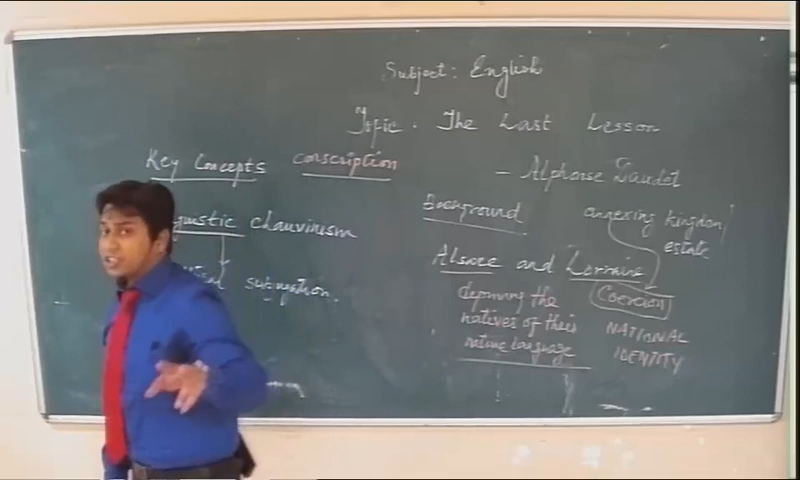 Subject: English
Topic. The Last Lesson
- Alphonse Daudet
Key Concepts conscription
chauvinism
subjugation.
Background
annexing kingdom/
estate
Alsace and Lorraine
Coercion
depriving the
natives of their
native language
NATIONAL
IDENTITY